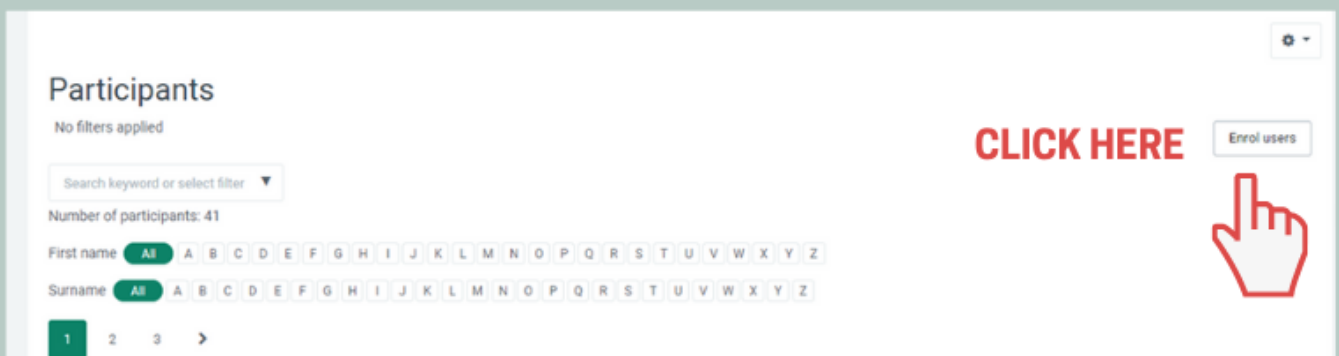 Participants
No filters applied
CLICK HERE
Enrol users
Search keyword or select filter
Number of participants: 41
First name All A B C D E F G H I J K L M N O P Q R S T U V W X Y Z
Surname All A B C D E F G H I J K L M N O P Q R S T U V W X Y Z
1 2 3